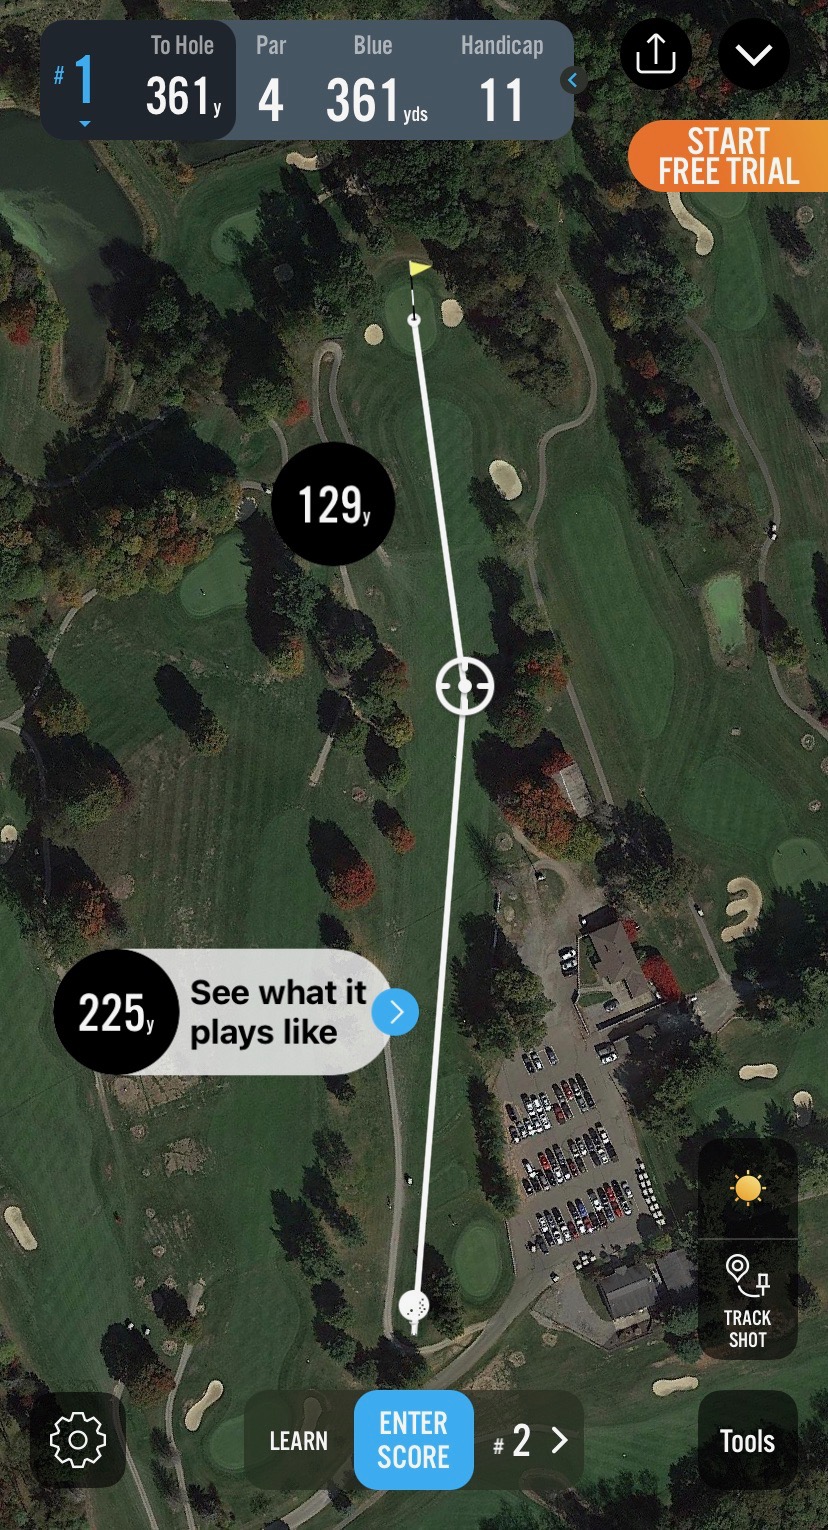 To Hole Par Blue Handicap
# 1 361y 4 361yds 11
START
FREE TRIAL
129y
225y
See what it
plays like
TRACK
SHOT
LEARN
ENTER
SCORE
# 2
Tools